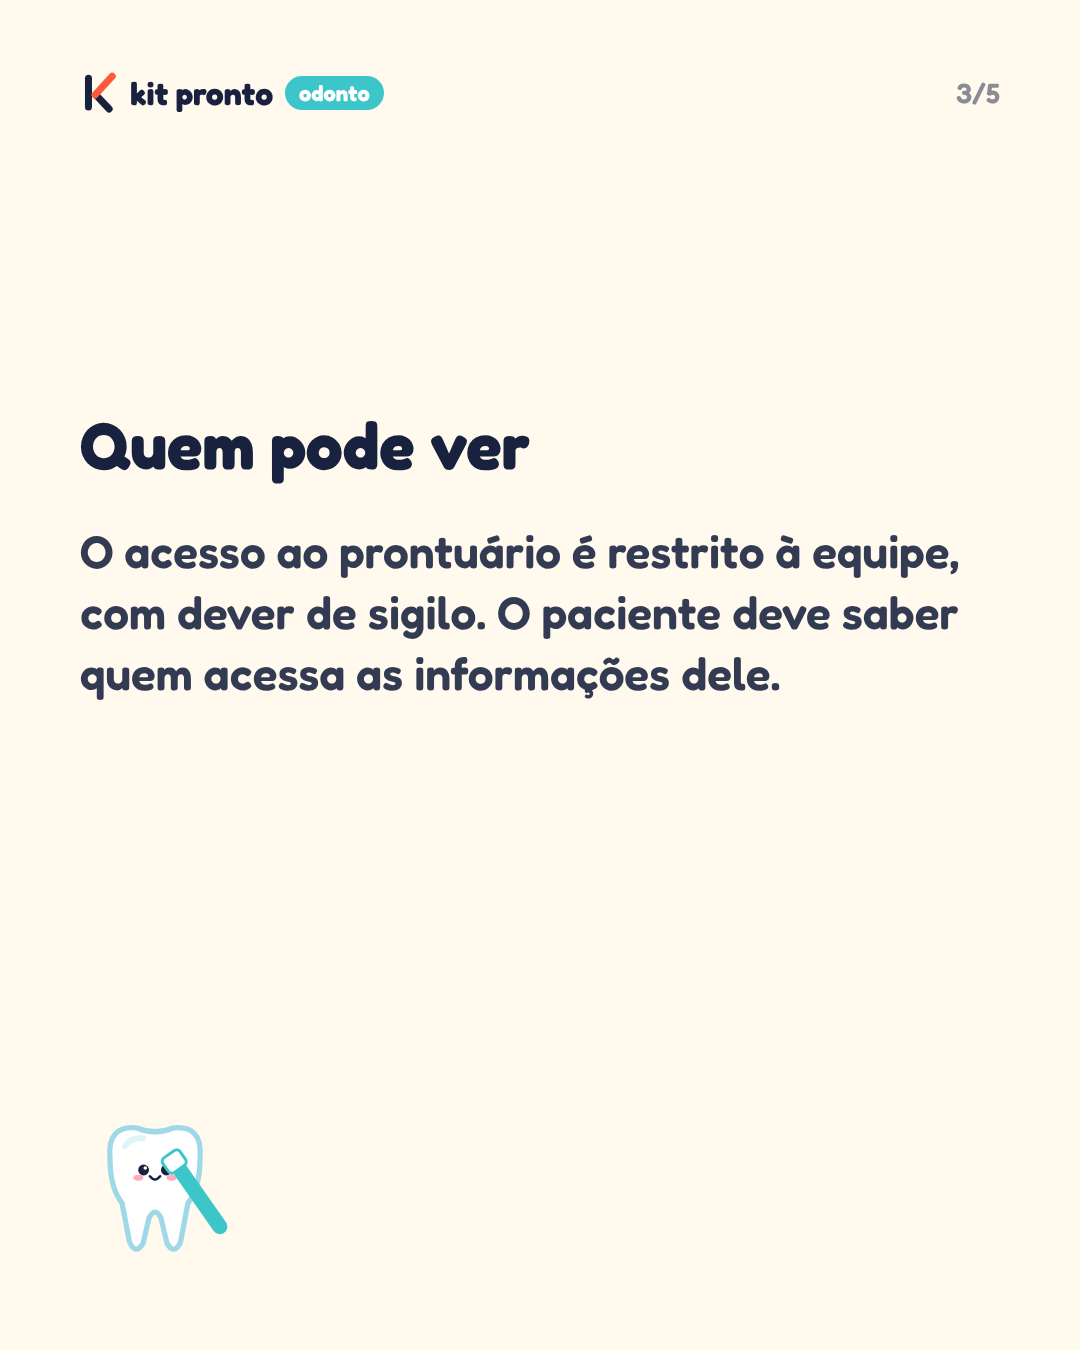 kit pronto odonto
3/5
Quem pode ver
O acesso ao prontuário é restrito à equipe,
com dever de sigilo. O paciente deve saber
quem acessa as informações dele.